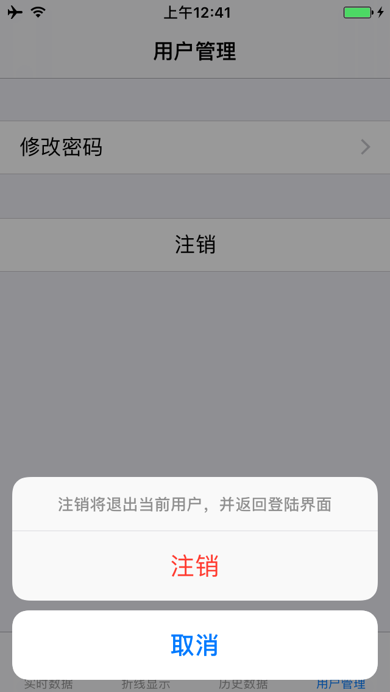 上午12:41
用户管理
修改密码
注销
注销将退出当前用户，并返回登陆界面
注销
取消
实时数据 折线显示 历史数据 用户管理